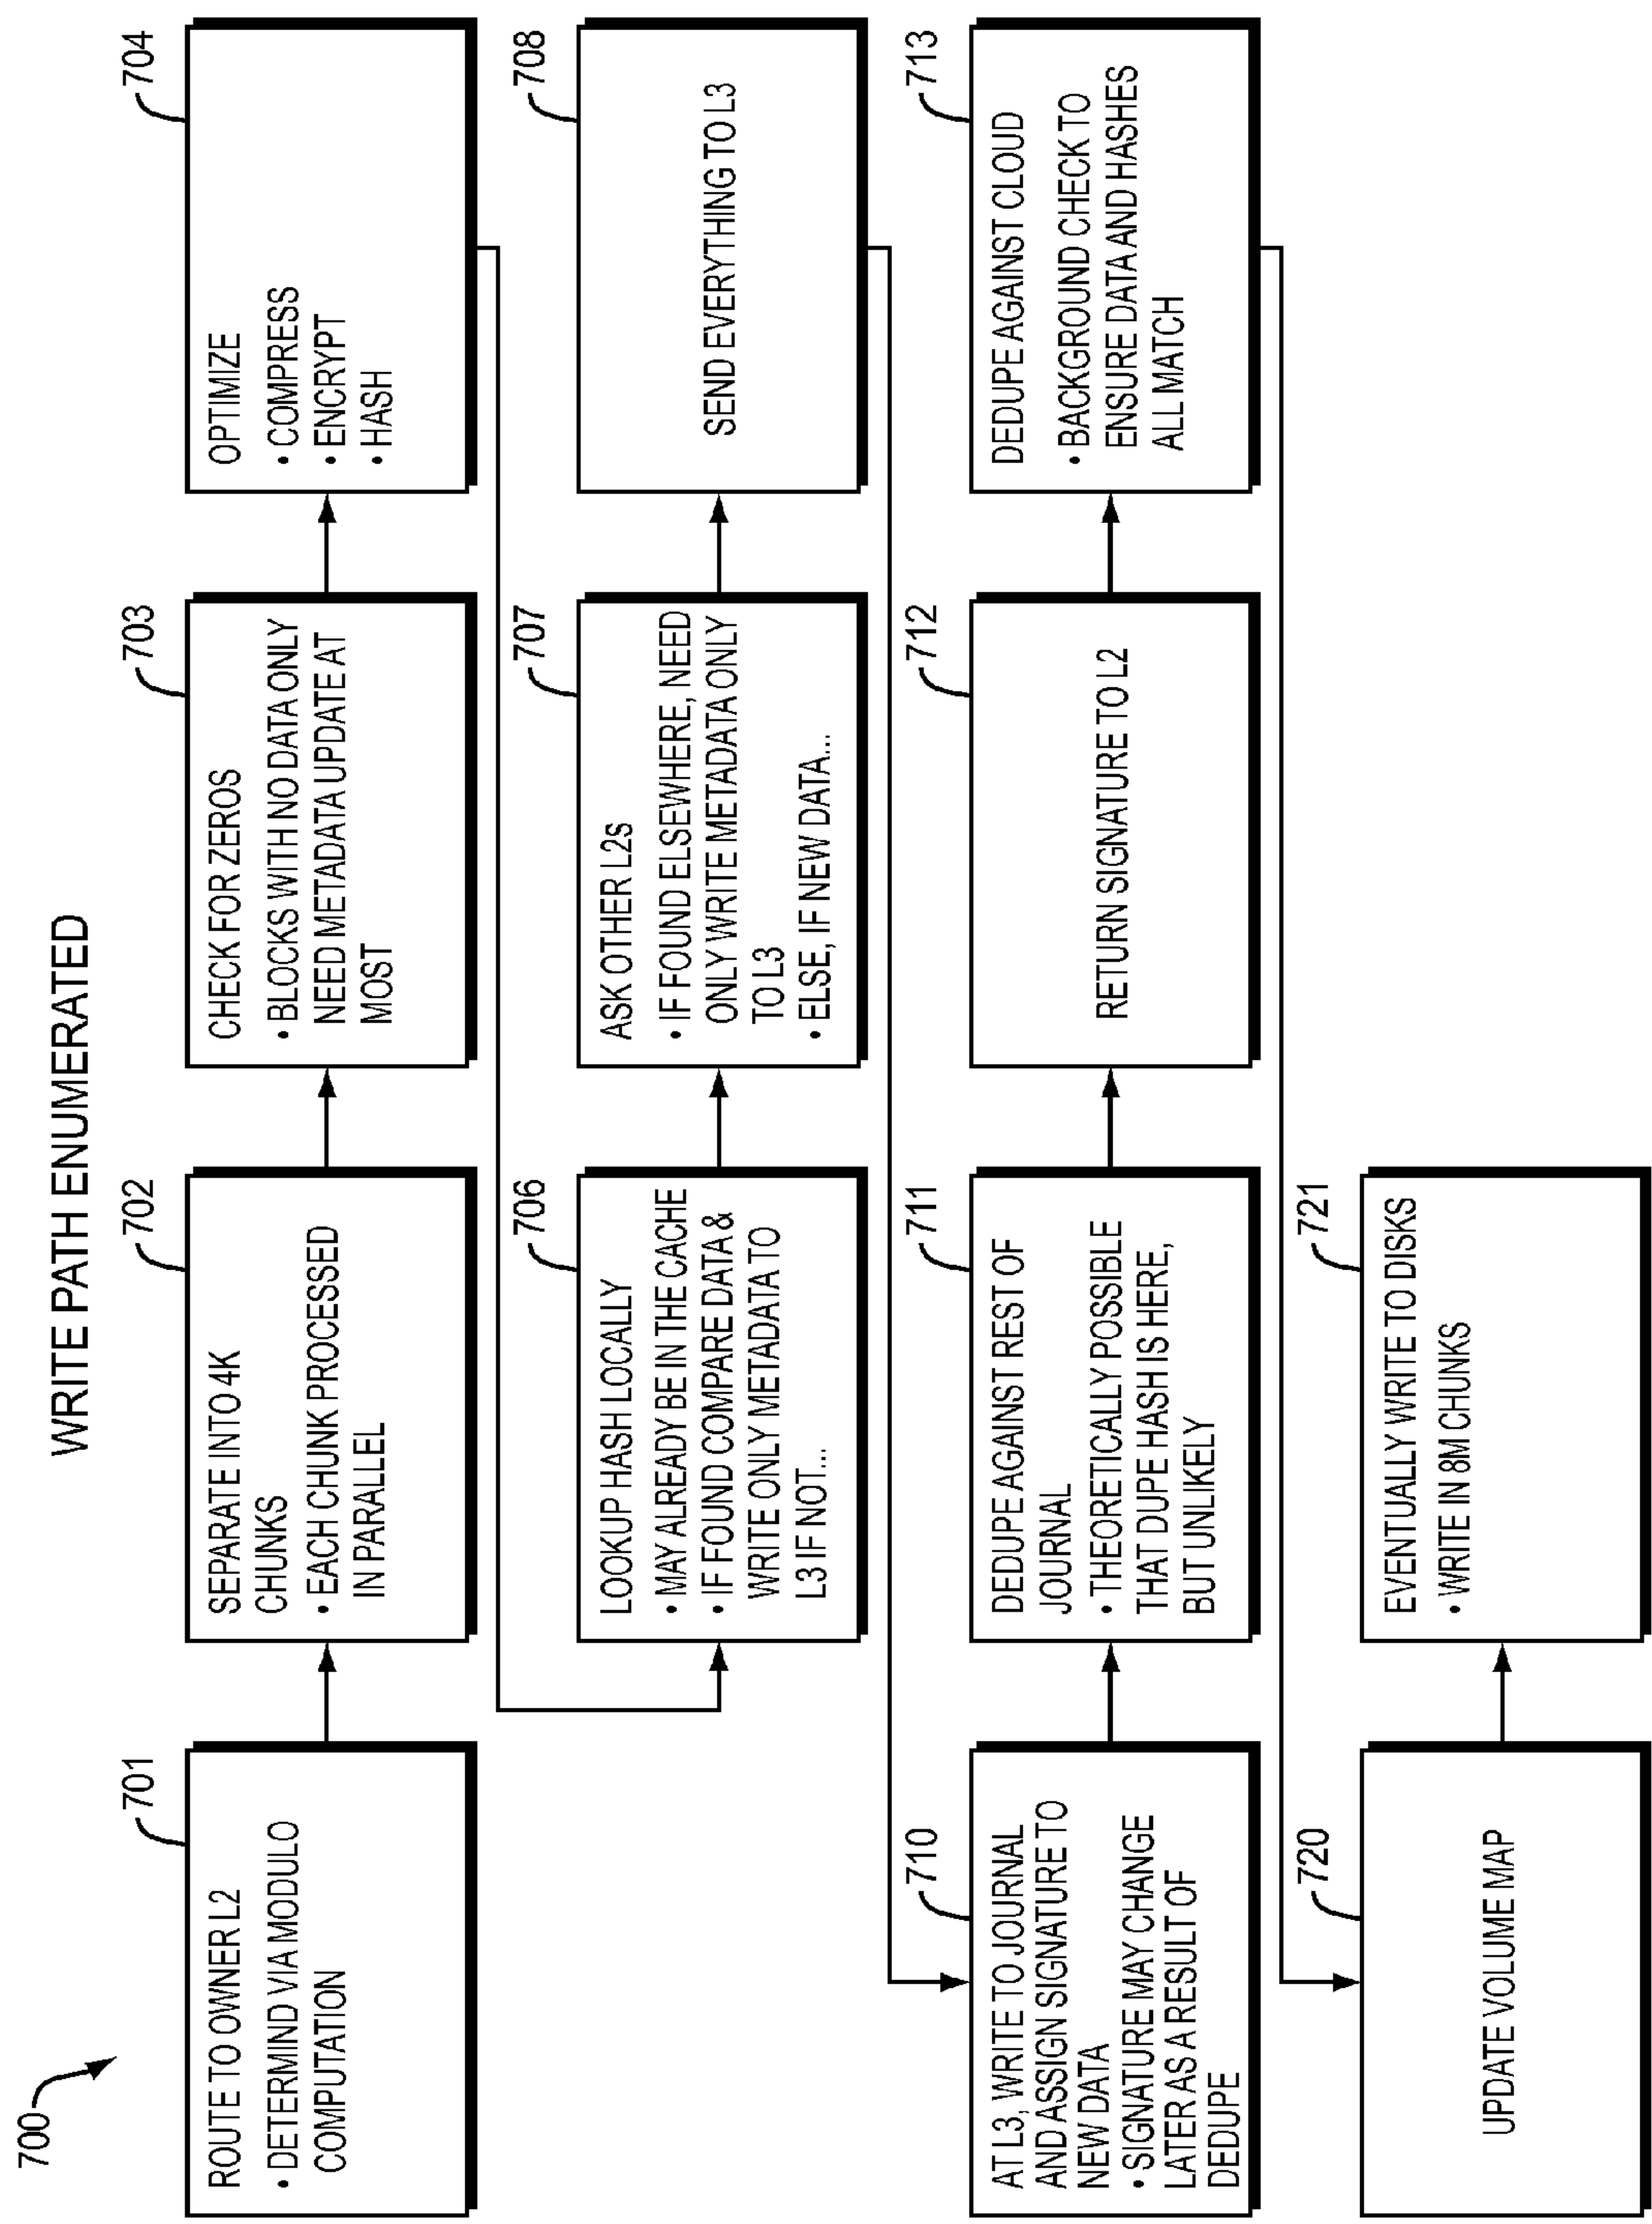 WRITE PATH ENUMERATED
700
701
ROUTE TO OWNER L2
• DETERMIND VIA MODULO
COMPUTATION
702
SEPARATE INTO 4K
CHUNKS
• EACH CHUNK PROCESSED
IN PARALLEL
703
CHECK FOR ZEROS
• BLOCKS WITH NO DATA ONLY
NEED METADATA UPDATE AT
MOST
704
OPTIMIZE
• COMPRESS
• ENCRYPT
• HASH
706
LOOKUP HASH LOCALLY
• MAY ALREADY BE IN THE CACHE
• IF FOUND COMPARE DATA &
WRITE ONLY METADATA TO
L3 IF NOT...
707
ASK OTHER L2s
• IF FOUND ELSEWHERE, NEED
ONLY WRITE METADATA ONLY
TO L3
• ELSE, IF NEW DATA...
708
SEND EVERYTHING TO L3
710
AT L3, WRITE TO JOURNAL
AND ASSIGN SIGNATURE TO
NEW DATA
• SIGNATURE MAY CHANGE
LATER AS A RESULT OF
DEDUPE
711
DEDUPE AGAINST REST OF
JOURNAL
• THEORETICALLY POSSIBLE
THAT DUPE HASH IS HERE,
BUT UNLIKELY
712
RETURN SIGNATURE TO L2
713
DEDUPE AGAINST CLOUD
• BACKGROUND CHECK TO
ENSURE DATA AND HASHES
ALL MATCH
720
UPDATE VOLUME MAP
721
EVENTUALLY WRITE TO DISKS
• WRITE IN 8M CHUNKS